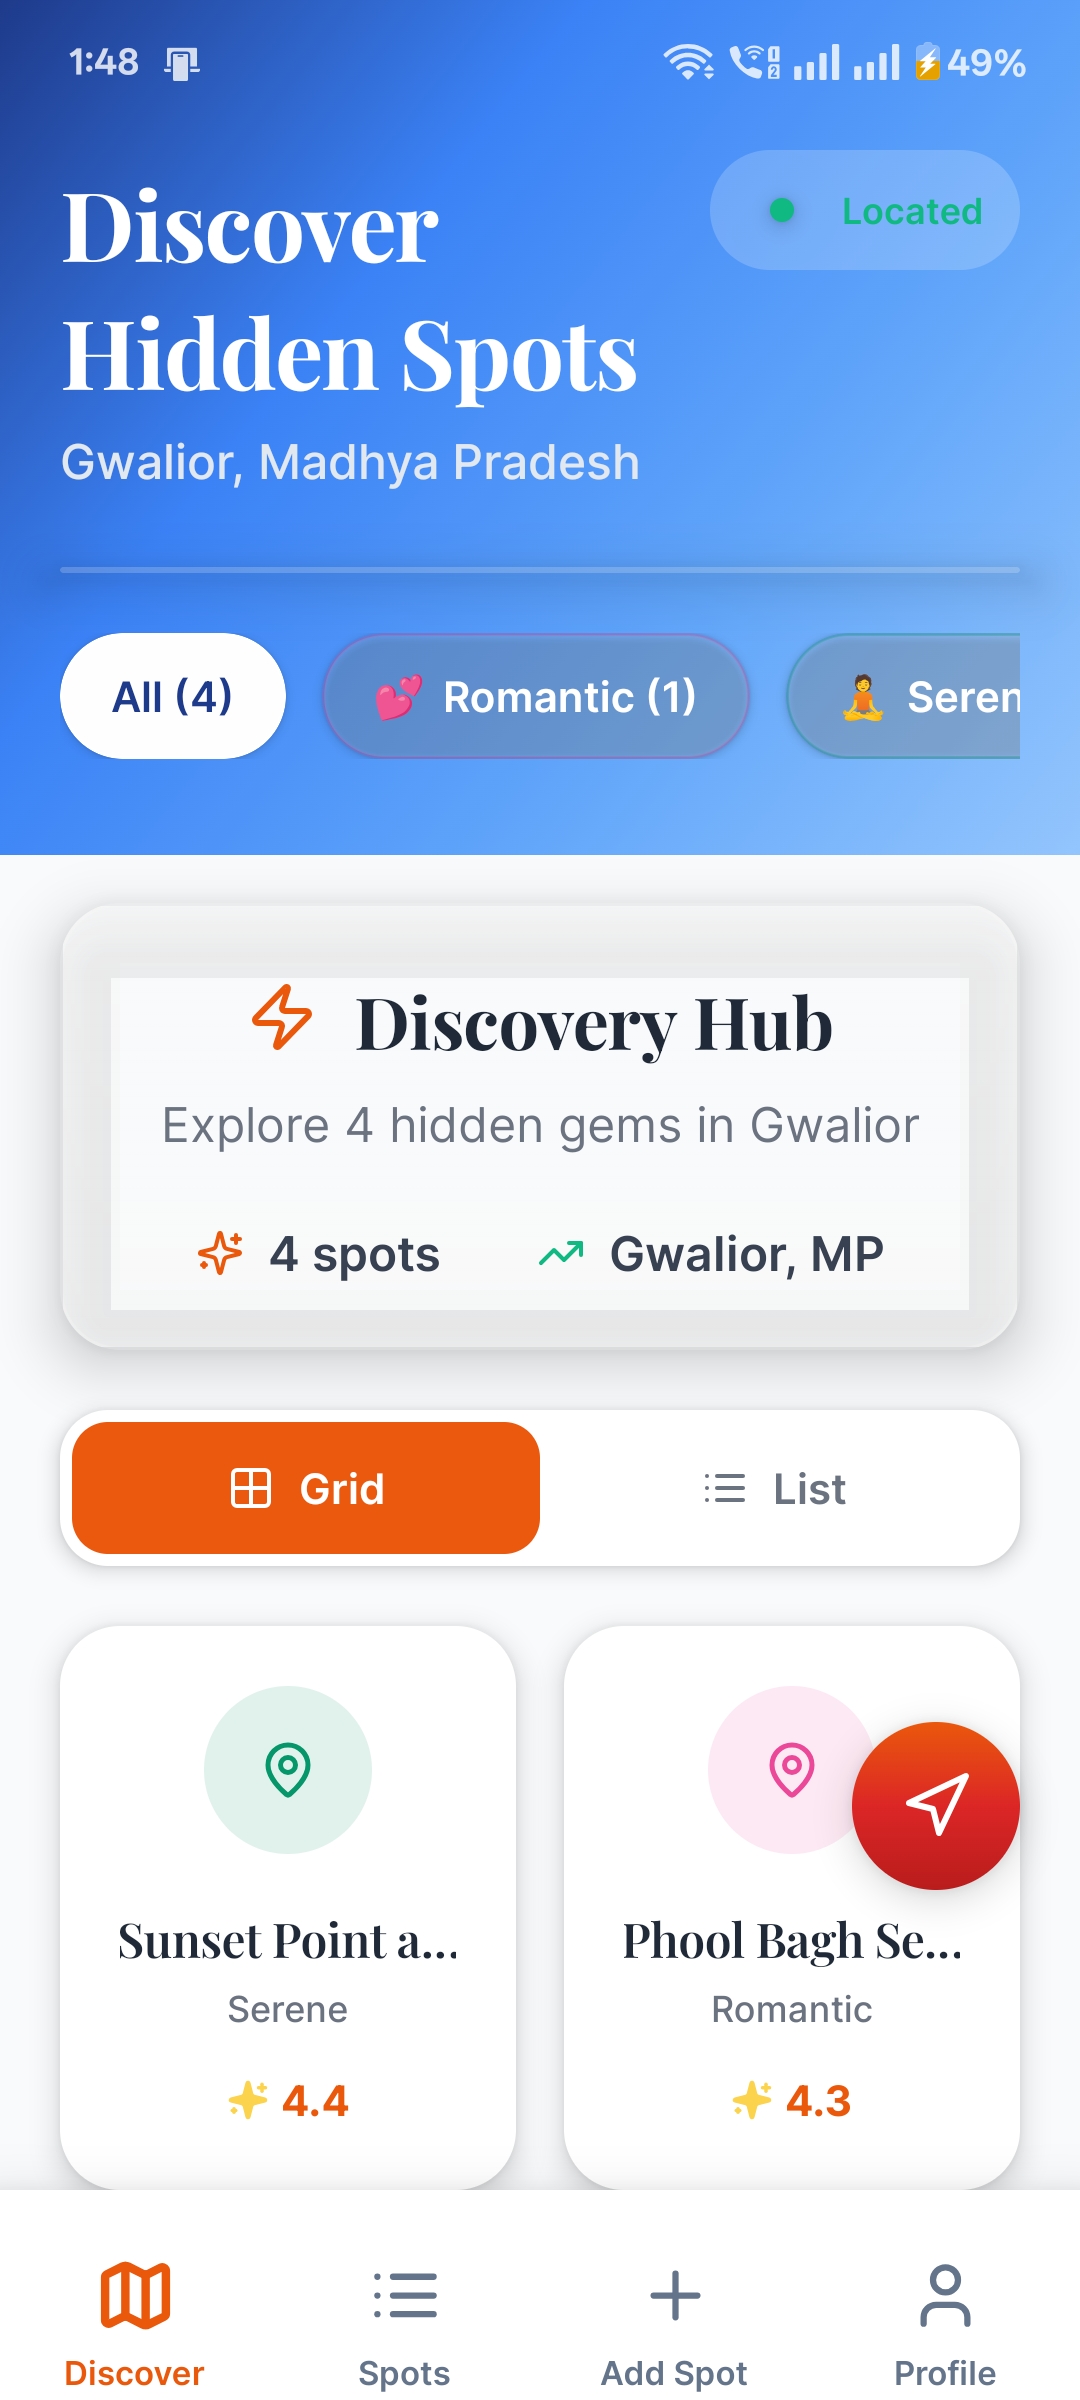 1:48
49%
Discover
Located
Hidden Spots
Gwalior, Madhya Pradesh
All (4)
Romantic (1)
Seren
Discovery Hub
Explore 4 hidden gems in Gwalior
4 spots
Gwalior, MP
Grid
List
Sunset Point a...
Phool Bagh Se...
Serene
Romantic
4.4
4.3
Discover
Spots
Add Spot
Profile